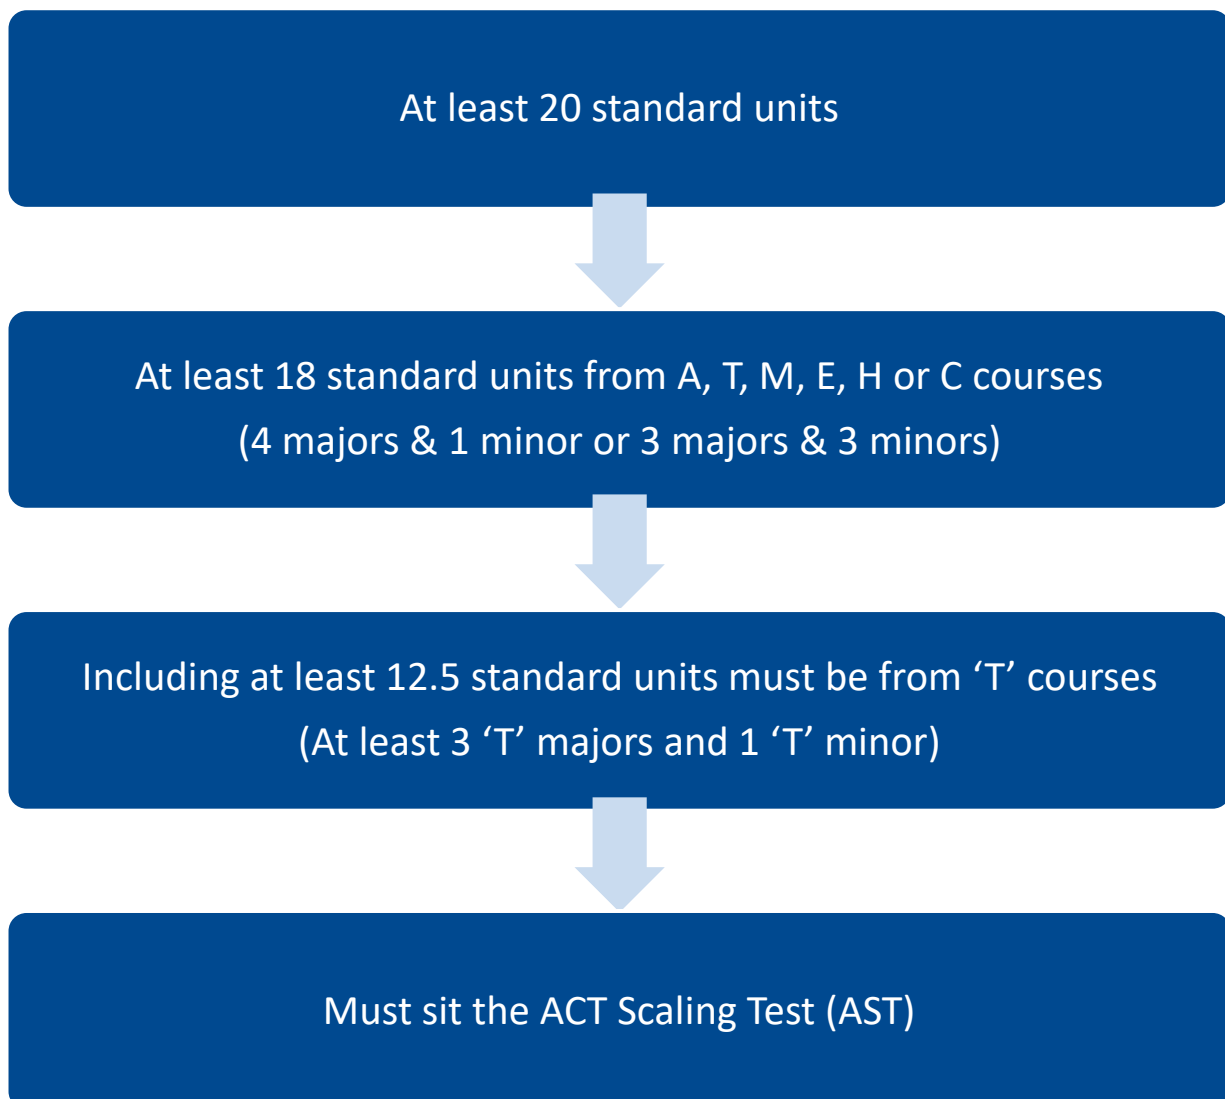 At least 20 standard units
At least 18 standard units from A, T, M, E, H or C courses
(4 majors & 1 minor or 3 majors & 3 minors)
Including at least 12.5 standard units must be from ‘T’ courses
(At least 3 ‘T’ majors and 1 ‘T’ minor)
Must sit the ACT Scaling Test (AST)